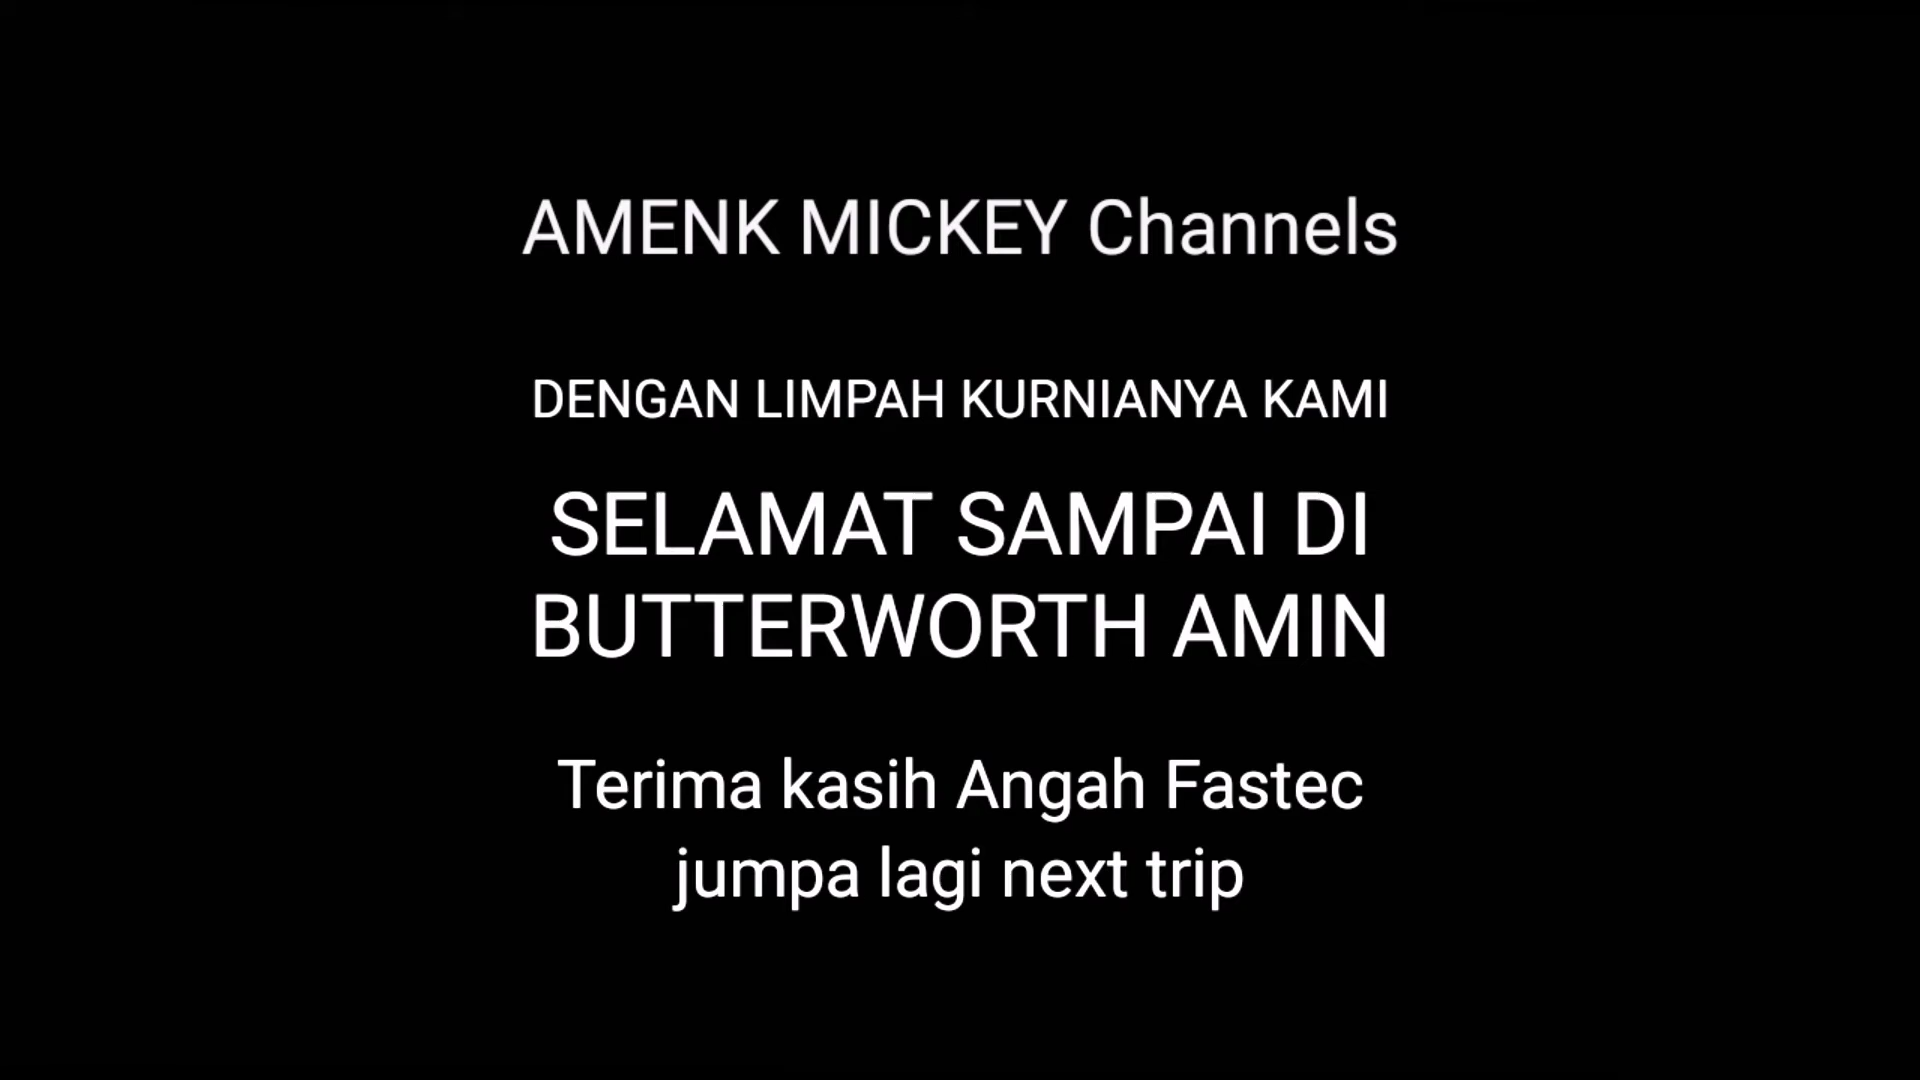 AMENK MICKEY Channels
DENGAN LIMPAH KURNIANYA KAMI
SELAMAT SAMPAI DI
BUTTERWORTH AMIN
Terima kasih Angah Fastec
jumpa lagi next trip